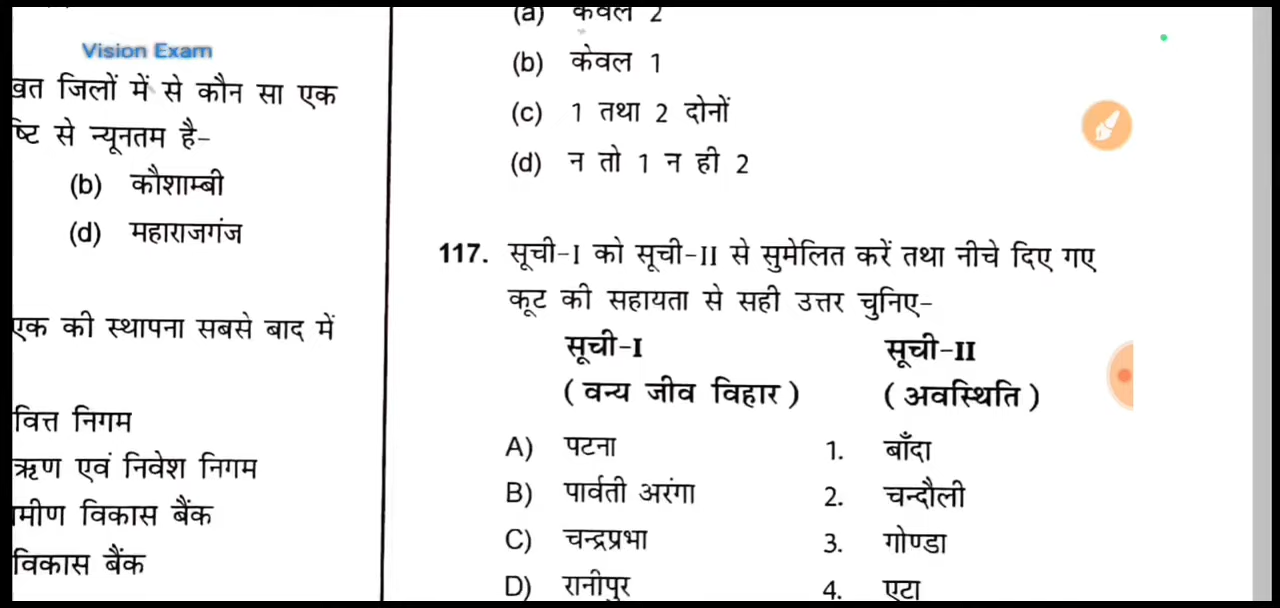 Vision Exam
खत जिलों में से कौन सा एक
ष्टि से न्यूनतम है-
(b) कौशाम्बी
(d) महाराजगंज
एक की स्थापना सबसे बाद में
वित्त निगम
ऋण एवं निवेश निगम
मीण विकास बैंक
विकास बैंक
(a) केवल 2
(b) केवल 1
(c) 1 तथा 2 दोनों
(d) न तो 1 न ही 2
117. सूची-I को सूची-II से सुमेलित करें तथा नीचे दिए गए
कूट की सहायता से सही उत्तर चुनिए-
सूची-I सूची-II
(वन्य जीव विहार) (अवस्थिति)
A) पटना 1. बाँदा
B) पार्वती अरंगा 2. चन्दौली
C) चन्द्रप्रभा 3. गोण्डा
D) रानीपुर 4. एटा